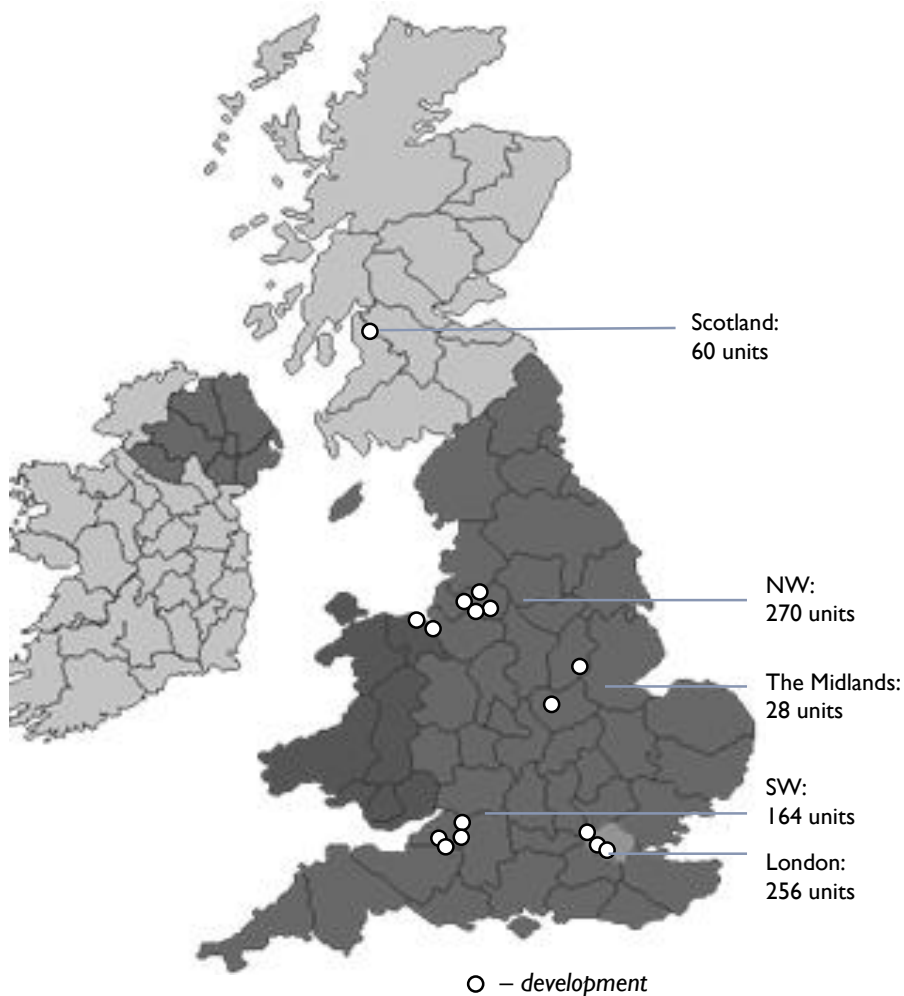 Scotland:
60 units
NW:
270 units
The Midlands:
28 units
SW:
164 units
London:
256 units
– development